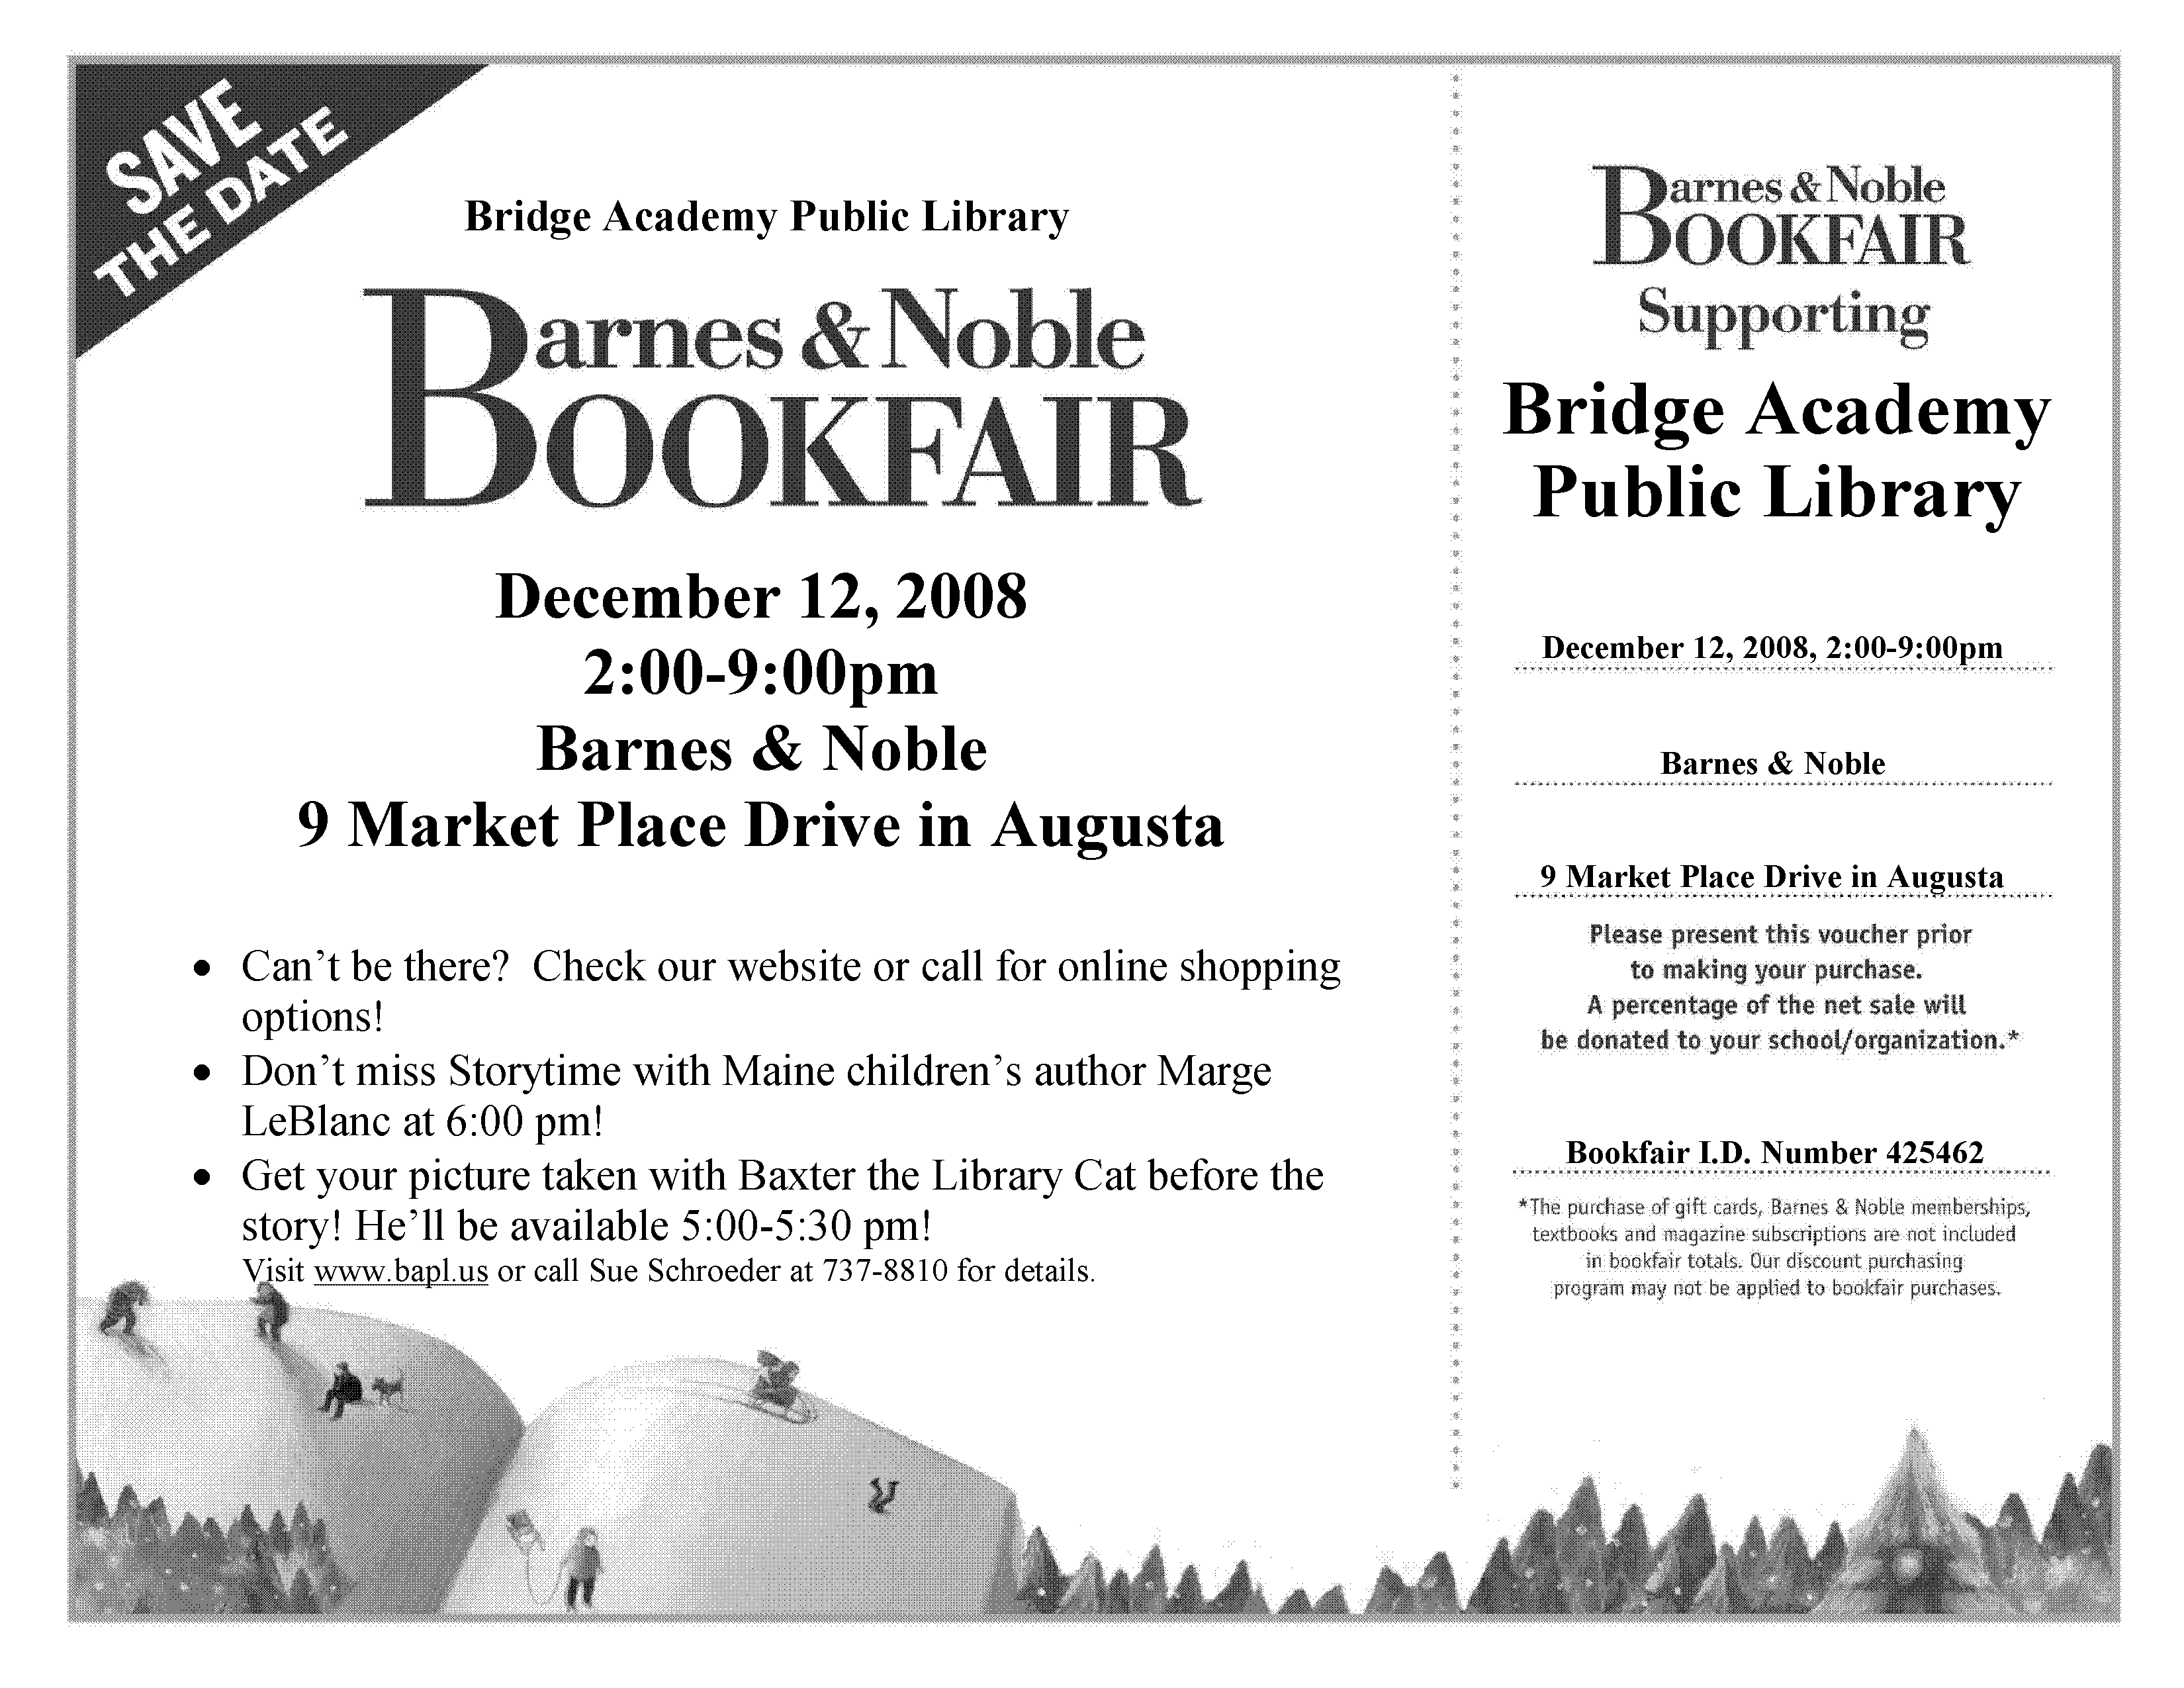 SAVE
THE DATE
Bridge Academy Public Library
Barnes & Noble
BOOKFAIR
December 12, 2008
2:00-9:00pm
Barnes & Noble
9 Market Place Drive in Augusta
• Can’t be there?  Check our website or call for online shopping
options!
• Don’t miss Storytime with Maine children’s author Marge
LeBlanc at 6:00 pm!
• Get your picture taken with Baxter the Library Cat before the
story! He’ll be available 5:00-5:30 pm!
Visit www.bapl.us or call Sue Schroeder at 737-8810 for details.
Barnes & Noble
BOOKFAIR
Supporting
Bridge Academy
Public Library
December 12, 2008, 2:00-9:00pm
Barnes & Noble
9 Market Place Drive in Augusta
Please present this voucher prior
to making your purchase.
A percentage of the net sale will
be donated to your school/organization.*
Bookfair I.D. Number 425462
*The purchase of gift cards, Barnes & Noble memberships,
textbooks and magazine subscriptions are not included
in bookfair totals. Our discount purchasing
program may not be applied to bookfair purchases.